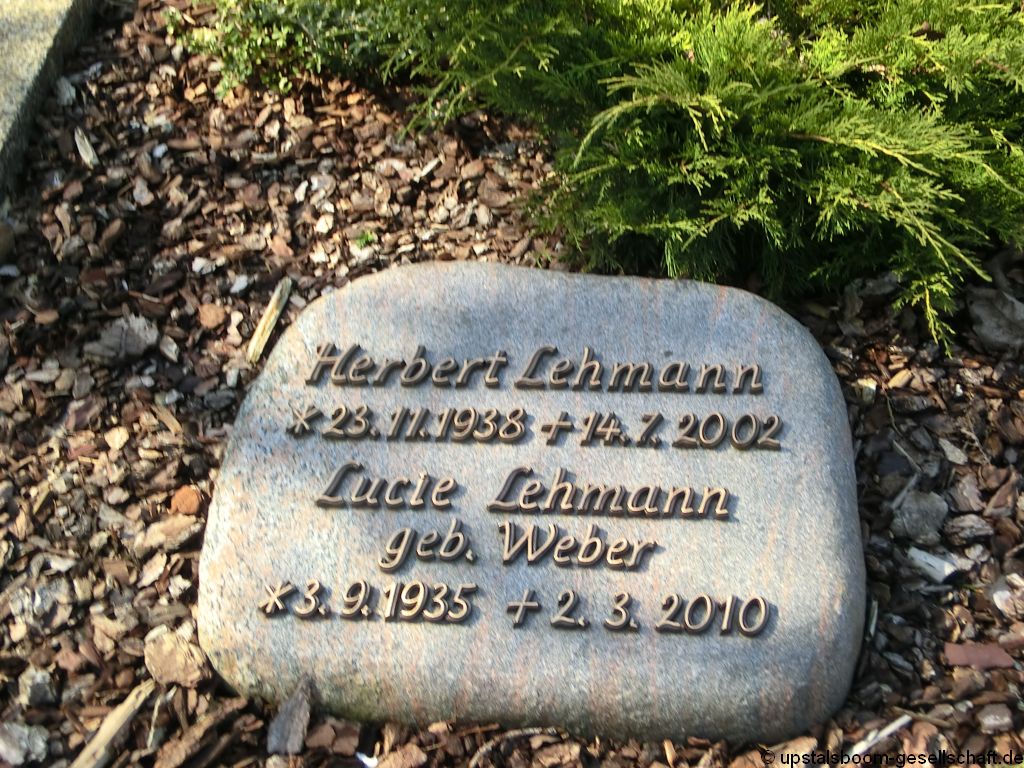 Herbert Lehmann
* 23. 11. 1938 + 14. 7. 2002
Lucie Lehmann
geb. Weber
* 3. 9. 1935 + 2. 3. 2010
© upstalsboom-gesellschaft.de